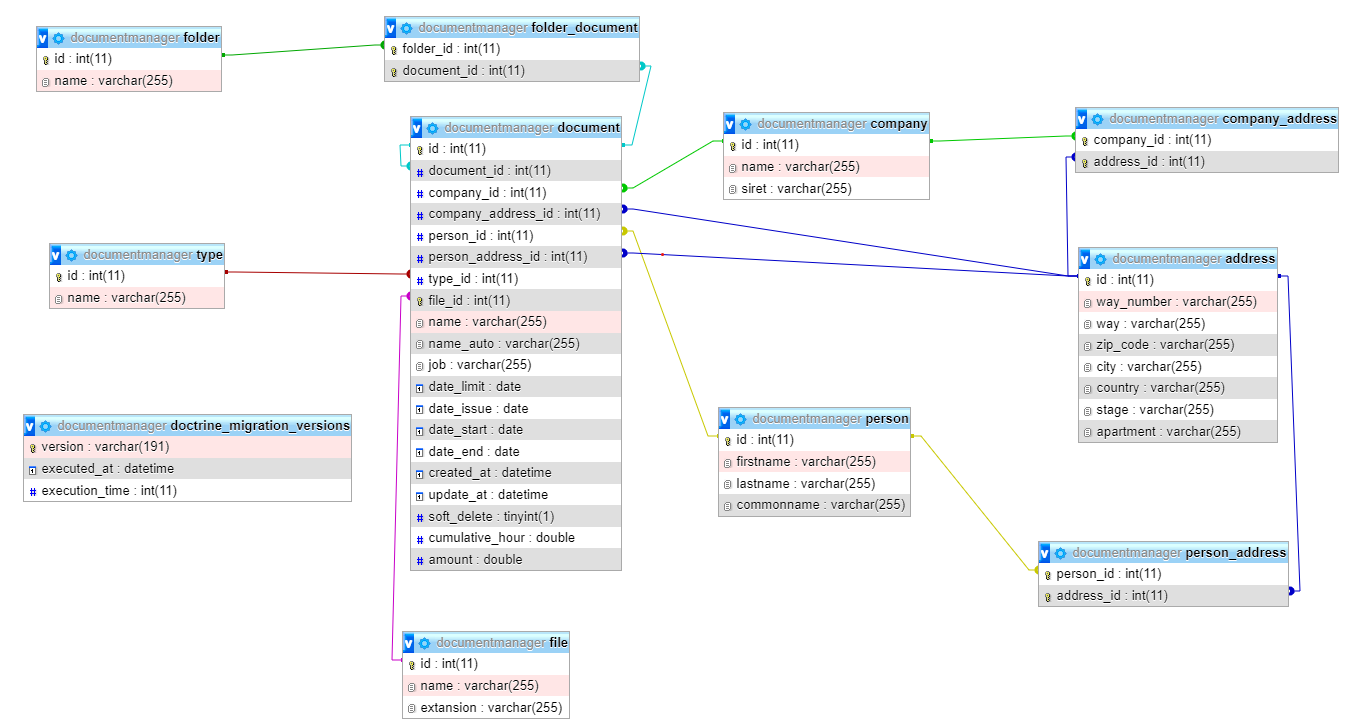 documentmanager folder
id : int(11)
name : varchar(255)
documentmanager folder_document
folder_id : int(11)
document_id : int(11)
documentmanager document
id : int(11)
document_id : int(11)
company_id : int(11)
company_address_id : int(11)
person_id : int(11)
person_address_id : int(11)
type_id : int(11)
file_id : int(11)
name : varchar(255)
name_auto : varchar(255)
job : varchar(255)
date_limit : date
date_issue : date
date_start : date
date_end : date
created_at : datetime
update_at : datetime
soft_delete : tinyint(1)
cumulative_hour : double
amount : double
documentmanager company
id : int(11)
name : varchar(255)
siret : varchar(255)
documentmanager company_address
company_id : int(11)
address_id : int(11)
documentmanager type
id : int(11)
name : varchar(255)
documentmanager address
id : int(11)
way_number : varchar(255)
way : varchar(255)
zip_code : varchar(255)
city : varchar(255)
country : varchar(255)
stage : varchar(255)
apartment : varchar(255)
documentmanager doctrine_migration_versions
version : varchar(191)
executed_at : datetime
execution_time : int(11)
documentmanager person
id : int(11)
firstname : varchar(255)
lastname : varchar(255)
commonname : varchar(255)
documentmanager person_address
person_id : int(11)
address_id : int(11)
documentmanager file
id : int(11)
name : varchar(255)
extansion : varchar(255)